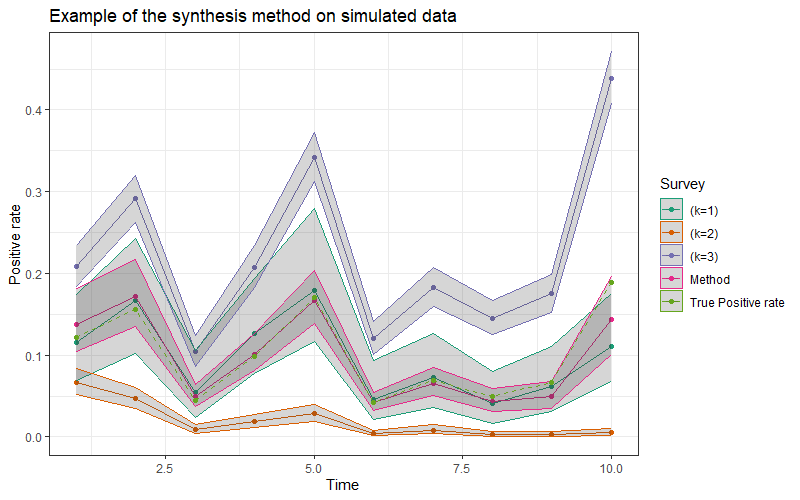 Example of the synthesis method on simulated data
Positive rate
0.4
0.3
0.2
0.1
0.0
2.5
5.0
7.5
10.0
Time
Survey
(k=1)
(k=2)
(k=3)
Method
True Positive rate